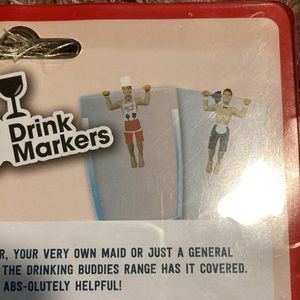 Drink
Markers
R, YOUR VERY OWN MAID OR JUST A GENERAL
THE DRINKING BUDDIES RANGE HAS IT COVERED.
ABS-OLUTELY HELPFUL!